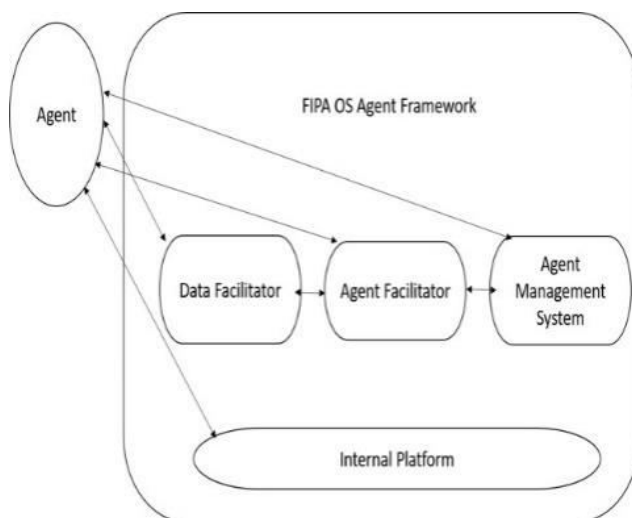 FIPA OS Agent Framework
Agent
Data Facilitator
Agent Facilitator
Agent
Management
System
Internal Platform